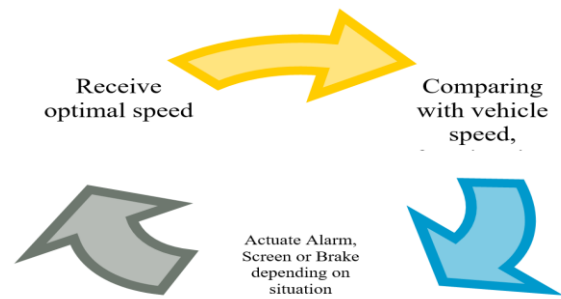 Receive
optimal speed
Comparing
with vehicle
speed,
Actuate Alarm,
Screen or Brake
depending on
situation